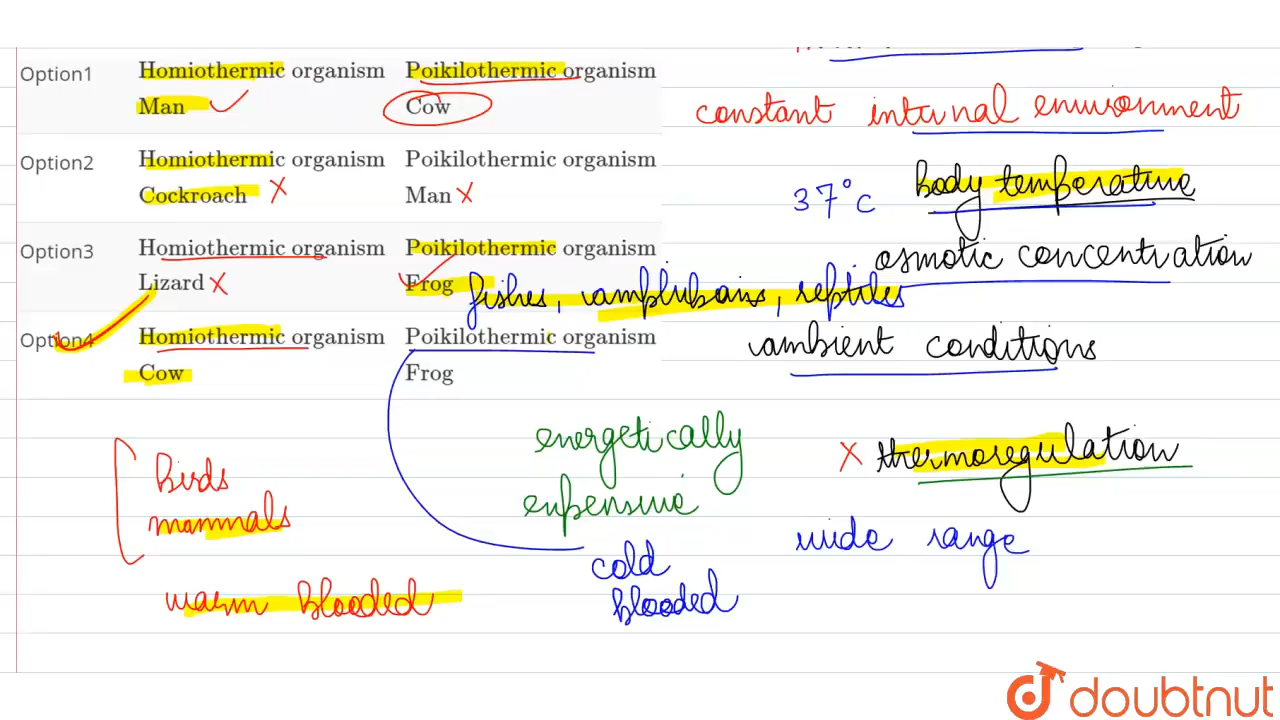 Option1
Homiothermic organism Poikilothermic organism
Man Cow
Option2
Homiothermic organism Poikilothermic organism
Cockroach Man
Option3
Homiothermic organism Poikilothermic organism
Lizard Frog
fishes, amphibians, reptiles
Option4
Homiothermic organism Poikilothermic organism
Cow Frog
Birds
mammals
warm blooded
energetically
expensive
cold
blooded
constant internal environment
37°C body temperature
osmotic concentration
ambient conditions
x thermoregulation
wide range
doubtnut